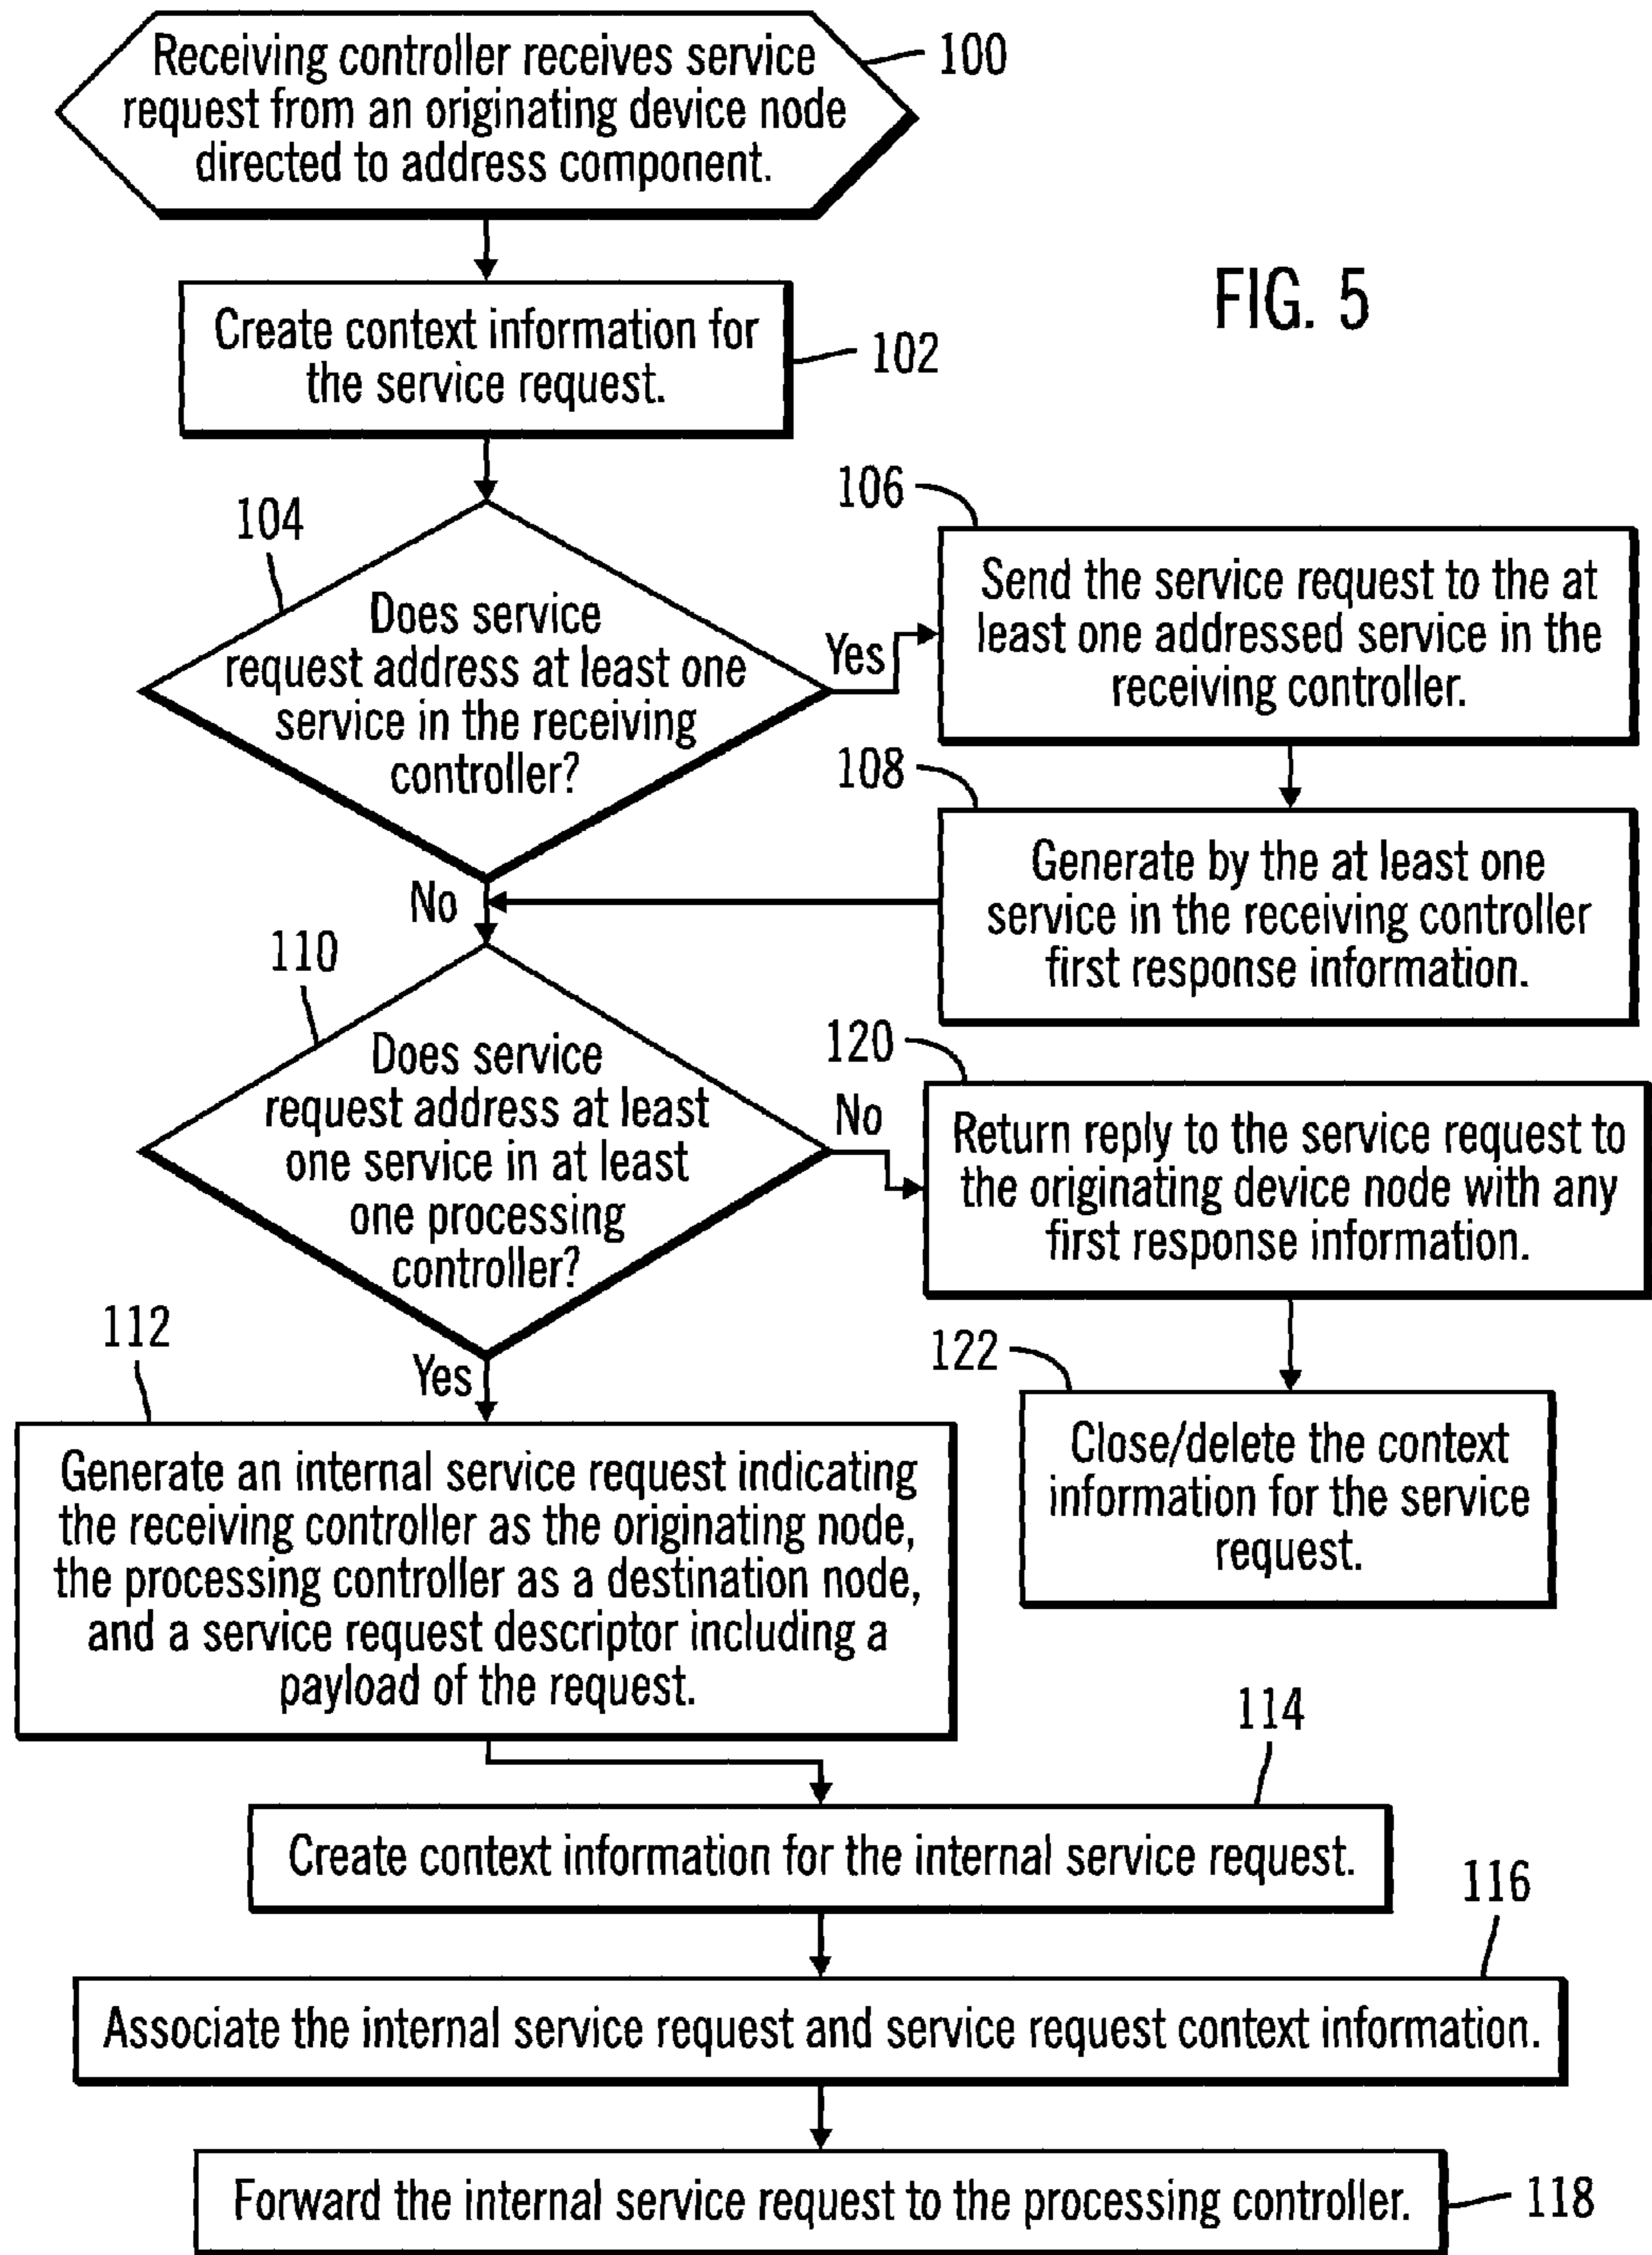 Receiving controller receives service
request from an originating device node
directed to address component.
100
FIG. 5
Create context information for
the service request.
102
104
Does service
request address at least one
service in the receiving
controller?
Yes
No
106
Send the service request to the at
least one addressed service in the
receiving controller.
108
Generate by the at least one
service in the receiving controller
first response information.
110
Does service
request address at least
one service in at least
one processing
controller?
No
Yes
120
Return reply to the service request to
the originating device node with any
first response information.
122
Close/delete the context
information for the service
request.
112
Generate an internal service request indicating
the receiving controller as the originating node,
the processing controller as a destination node,
and a service request descriptor including a
payload of the request.
114
Create context information for the internal service request.
116
Associate the internal service request and service request context information.
Forward the internal service request to the processing controller.
118